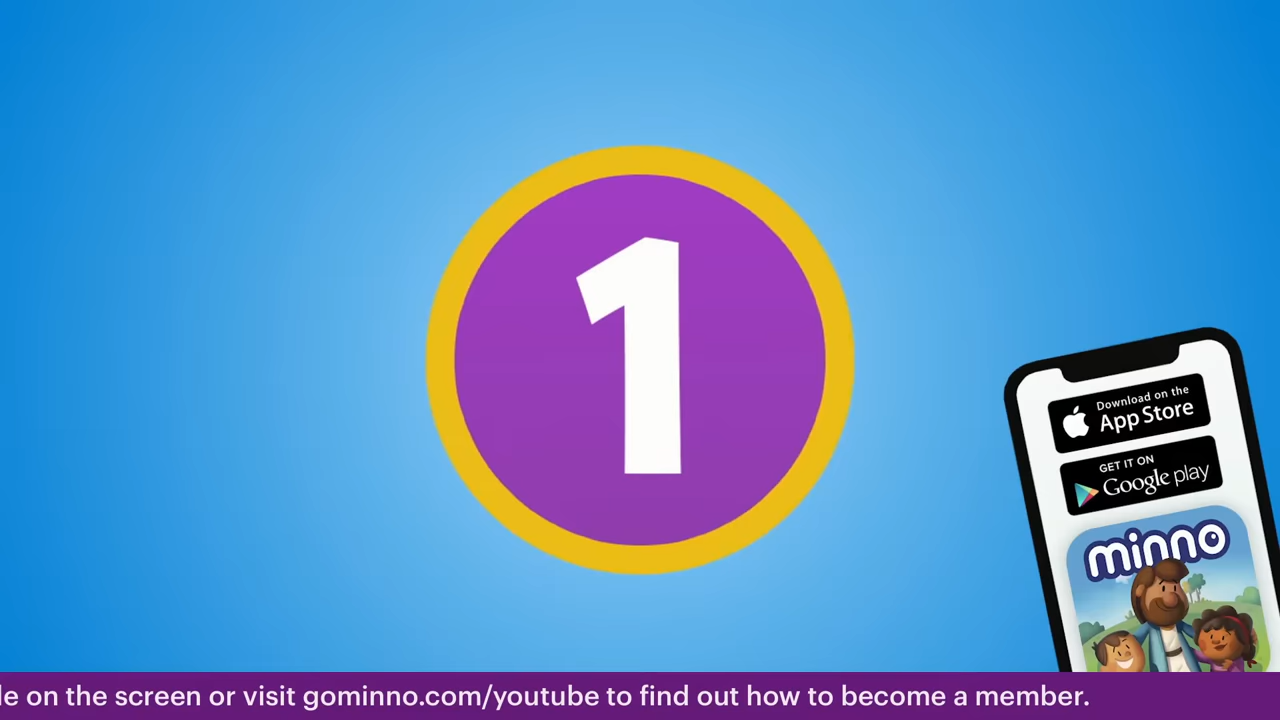 1
Download on the
App Store
GET IT ON
Google play
minno
on the screen or visit gominno.com/youtube to find out how to become a member.